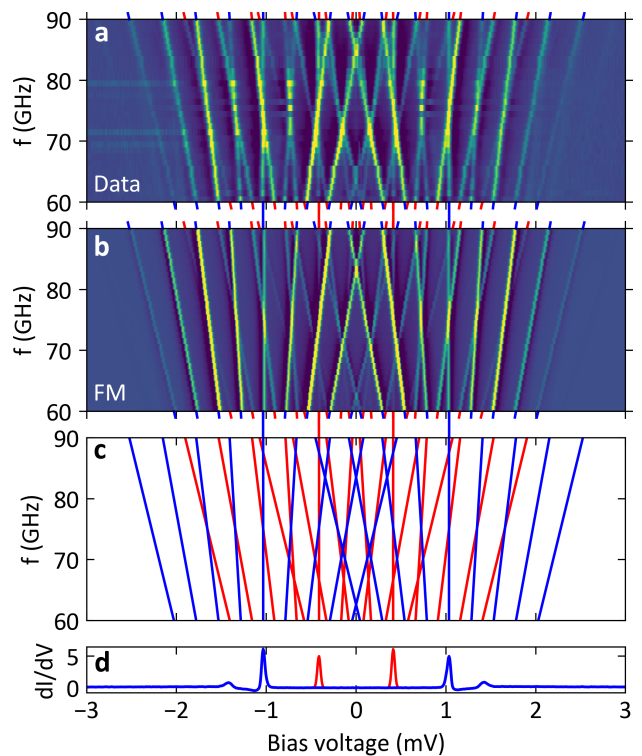 90
a
80
f (GHz)
70
Data
60
90
b
80
f (GHz)
70
FM
60
90
c
80
f (GHz)
70
60
d
5
dI/dV
0
−3 −2 −1 0 1 2 3
Bias voltage (mV)